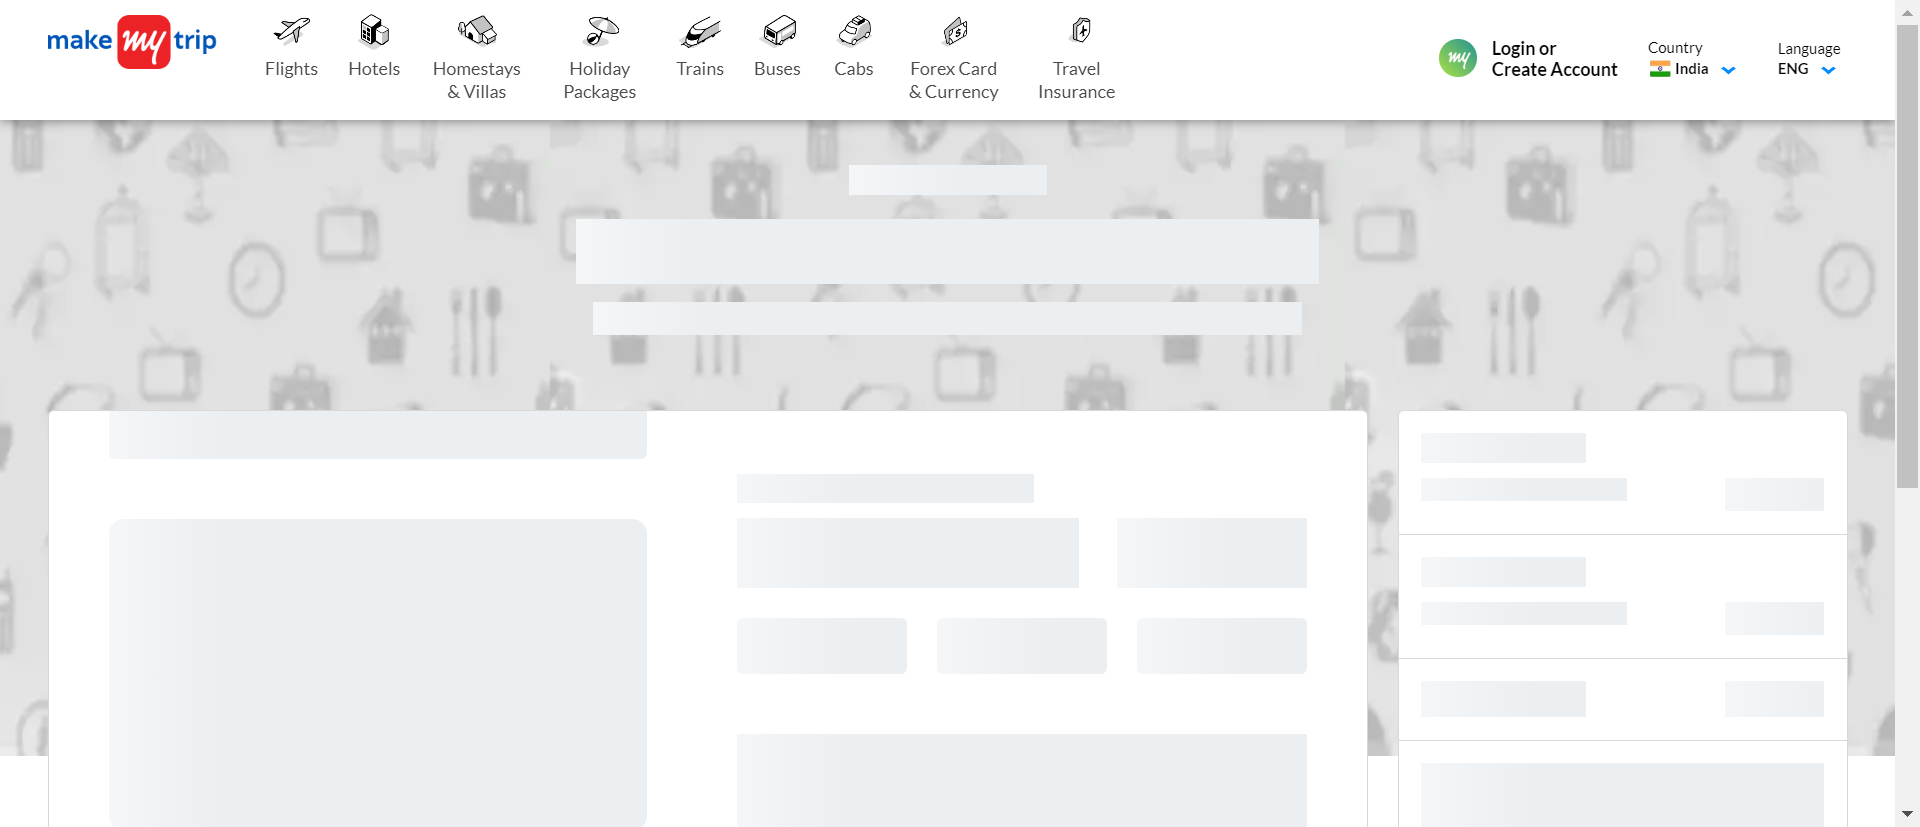 make my trip
Flights
Hotels
Homestays
& Villas
Holiday
Packages
Trains
Buses
Cabs
Forex Card
& Currency
Travel
Insurance
my
Login or
Create Account
Country
India
Language
ENG